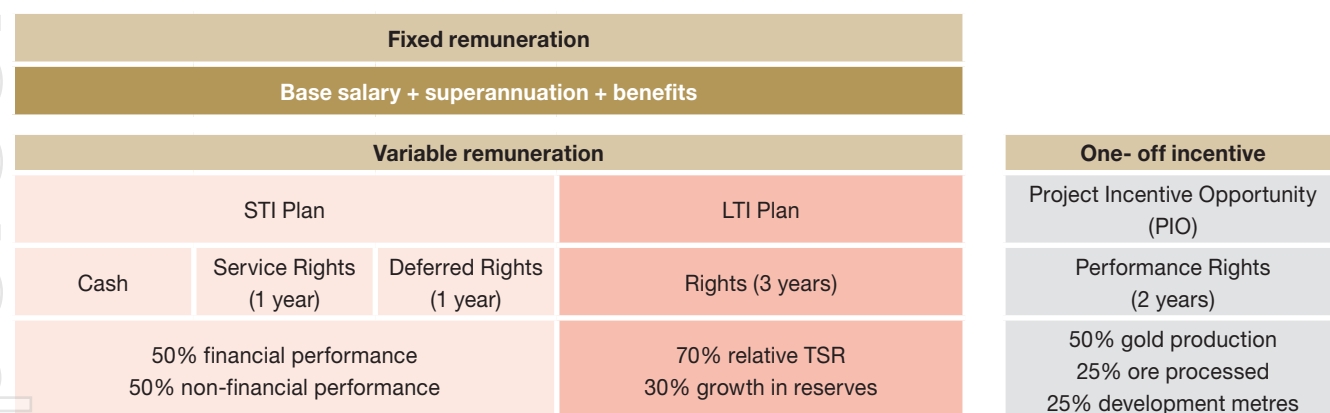 Fixed remuneration
Base salary + superannuation + benefits
Variable remuneration
One- off incentive
STI Plan
LTI Plan
Project Incentive Opportunity
(PIO)
Cash
Service Rights
(1 year)
Deferred Rights
(1 year)
Rights (3 years)
Performance Rights
(2 years)
50% financial performance
50% non-financial performance
70% relative TSR
30% growth in reserves
50% gold production
25% ore processed
25% development metres